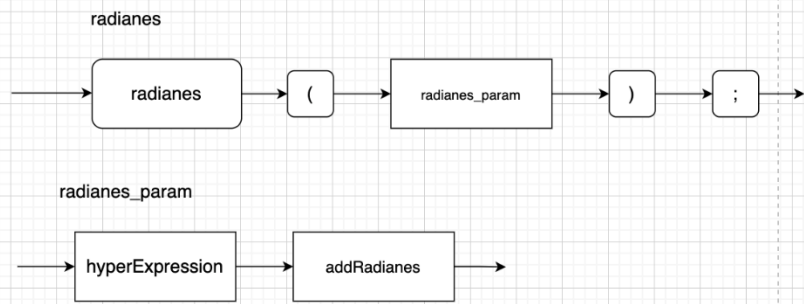 radianes
radianes ( radianes_param ) ;
radianes_param
hyperExpression addRadianes